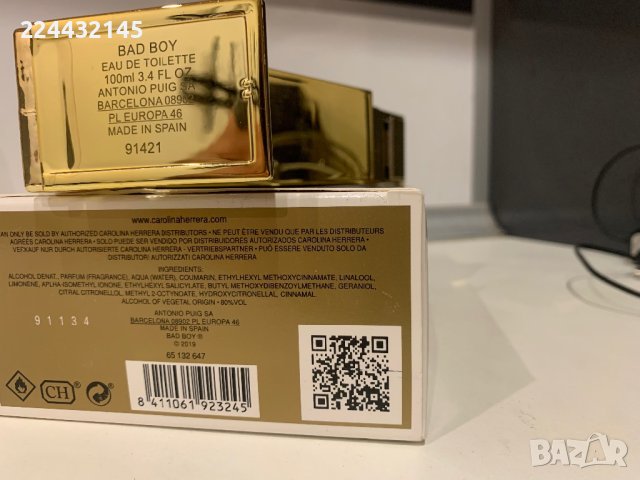 224432145
BAD BOY
EAU DE TOILETTE
100ml 3.4 FL OZ
ANTONIO PUIG SA
BARCELONA 08902
PL EUROPA 46
MADE IN SPAIN
91421
www.carolinaherrera.com
AN ONLY BE SOLD BY AUTHORIZED CAROLINA HERRERA DISTRIBUTORS • NE PEUT ÊTRE VENDU QUE PAR LES DISTRIBUTEURS
AGRÉÉS CAROLINA HERRERA • SOLO PUEDE SER VENDIDO POR DISTRIBUIDORES AUTORIZADOS CAROLINA HERRERA •
VERKAUF NUR DURCH AUTORISIERTE CAROLINA HERRERA - VERTRIEBSPARTNER • PUÒ ESSERE VENDUTO SOLO DA
DISTRIBUTORI AUTORIZZATI CAROLINA HERRERA
INGREDIENTS:
ALCOHOL DENAT., PARFUM (FRAGRANCE), AQUA (WATER), COUMARIN, ETHYLHEXYL METHOXYCINNAMATE, LINALOOL,
LIMONENE, APLHA-ISOMETHYL IONONE, ETHYLHEXYL SALICYLATE, BUTYL METHOXYDIBENZOYLMETHANE, GERANIOL,
CITRAL, CITRONELLOL, METHYL 2-OCTYNOATE, HYDROXYCITRONELLAL, CINNAMAL
ALCOHOL OF VEGETAL ORIGIN • 80%VOL
ANTONIO PUIG SA
BARCELONA 08902 PL EUROPA 46
MADE IN SPAIN
BAD BOY®
© 2019
91134
65 132 647
CH
8 411061 923245
BAZAR.bg